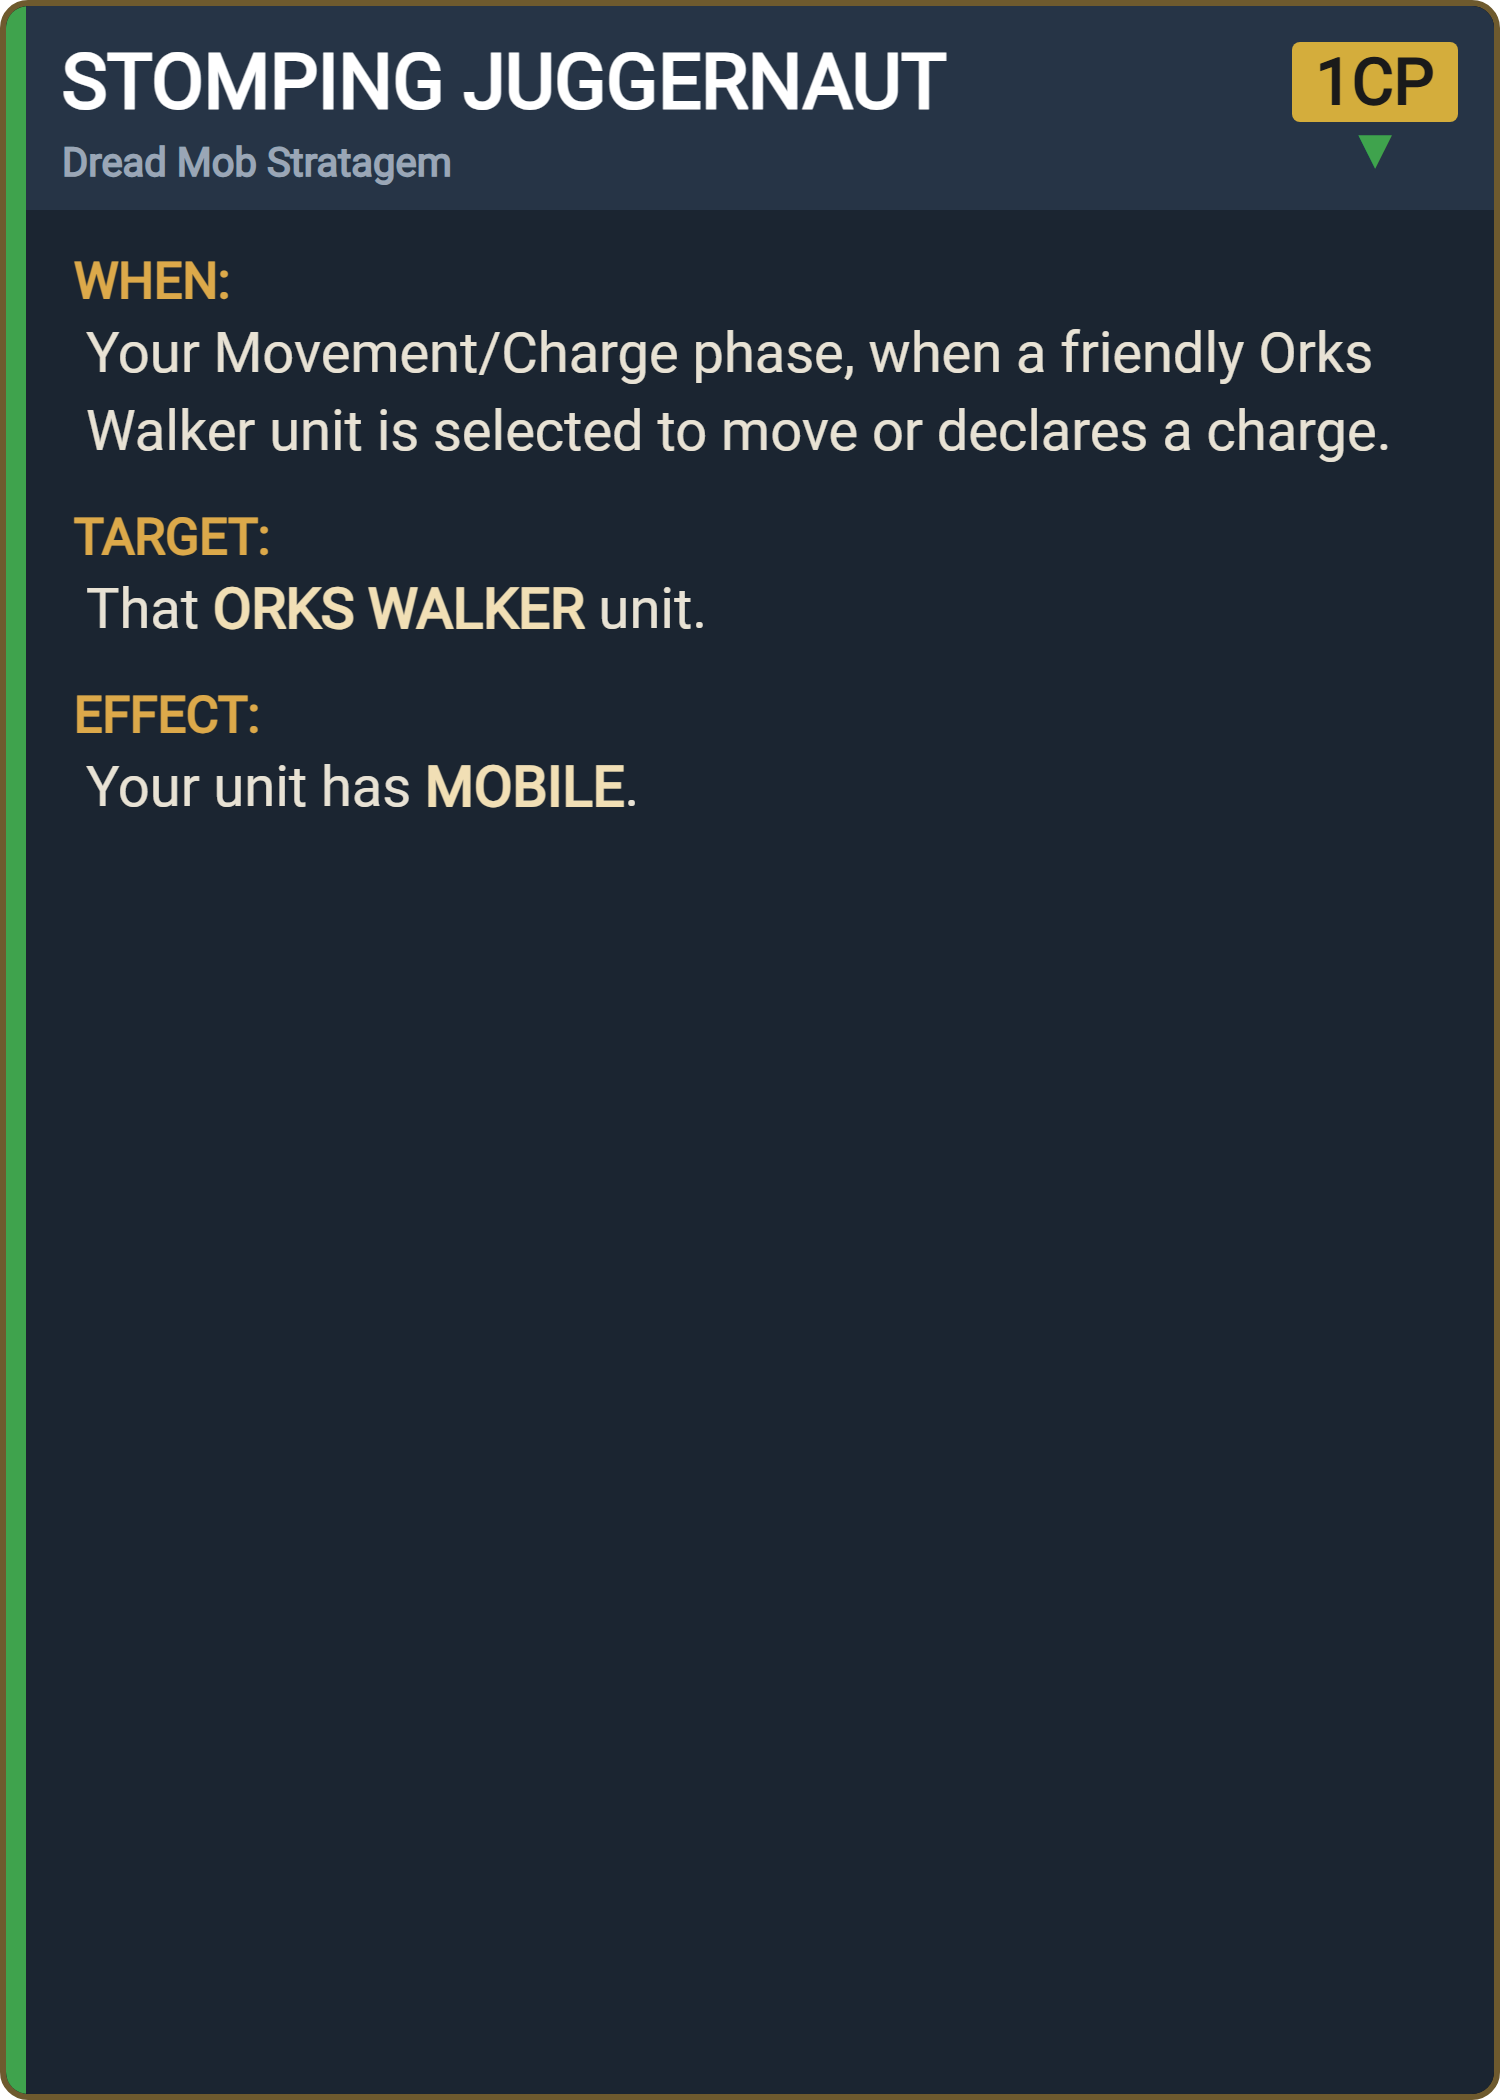 STOMPING JUGGERNAUT
1CP
Dread Mob Stratagem
WHEN:
Your Movement/Charge phase, when a friendly Orks
Walker unit is selected to move or declares a charge.
TARGET:
That ORKS WALKER unit.
EFFECT:
Your unit has MOBILE.